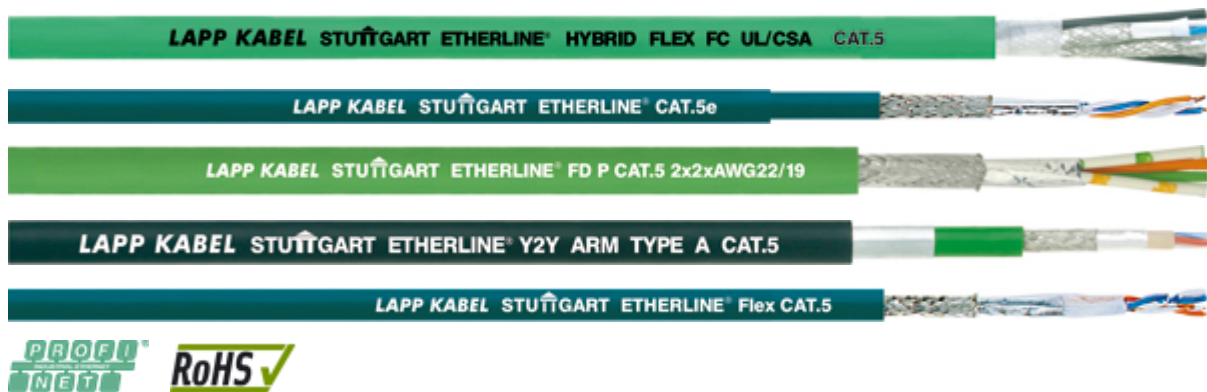 LAPP KABEL STUTTGART ETHERLINE® HYBRID FLEX FC UL/CSA CAT.5
LAPP KABEL STUTTGART ETHERLINE® CAT.5e
LAPP KABEL STUTTGART ETHERLINE® FD P CAT.5 2x2xAWG22/19
LAPP KABEL STUTTGART ETHERLINE® Y2Y ARM TYPE A CAT.5
LAPP KABEL STUTTGART ETHERLINE® Flex CAT.5
PROFI®
INDUSTRIAL ETHERNET
NET
RoHS